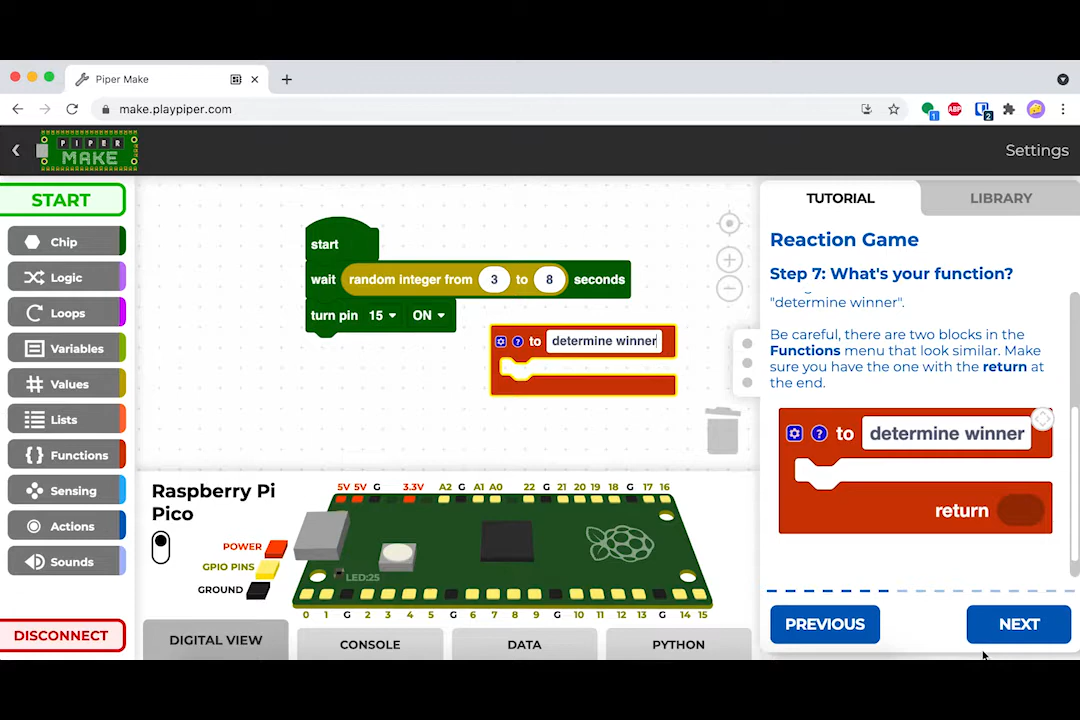 Piper Make
make.playpiper.com
1
ABP
2
PIPER
MAKE
Settings
START
Chip
Logic
Loops
Variables
Values
Lists
Functions
Sensing
Actions
Sounds
DISCONNECT
start
wait random integer from 3 to 8 seconds
turn pin 15 ON
? to determine winner
Raspberry Pi
Pico
POWER
GPIO PINS
GROUND
5V 5V G 3.3V A2 G A1 A0 22 G 21 20 19 18 G 17 16
LED:25
0 1 G 2 3 4 5 G 6 7 8 9 G 10 11 12 13 G 14 15
DIGITAL VIEW
CONSOLE
DATA
PYTHON
TUTORIAL
LIBRARY
Reaction Game
Step 7: What's your function?
"determine winner".
Be careful, there are two blocks in the
Functions menu that look similar. Make
sure you have the one with the return at
the end.
? to determine winner
return
PREVIOUS
NEXT